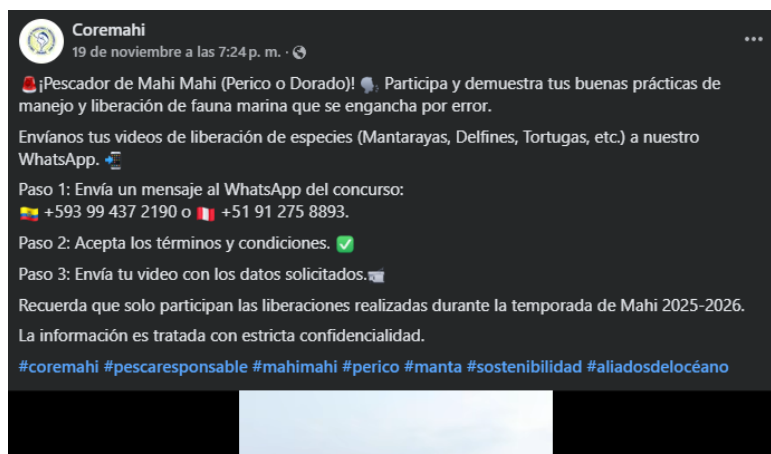 Coremahi
19 de noviembre a las 7:24 p. m. ·
🚨¡Pescador de Mahi Mahi (Perico o Dorado)! 🗣️ Participa y demuestra tus buenas prácticas de
manejo y liberación de fauna marina que se engancha por error.
Envíanos tus videos de liberación de especies (Mantarayas, Delfines, Tortugas, etc.) a nuestro
WhatsApp. 📲
Paso 1: Envía un mensaje al WhatsApp del concurso:
🇪🇨 +593 99 437 2190 o 🇵🇪 +51 91 275 8893.
Paso 2: Acepta los términos y condiciones. ✅
Paso 3: Envía tu video con los datos solicitados.📹
Recuerda que solo participan las liberaciones realizadas durante la temporada de Mahi 2025-2026.
La información es tratada con estricta confidencialidad.
#coremahi #pescaresponsable #mahimahi #perico #manta #sostenibilidad #aliadosdelocéano